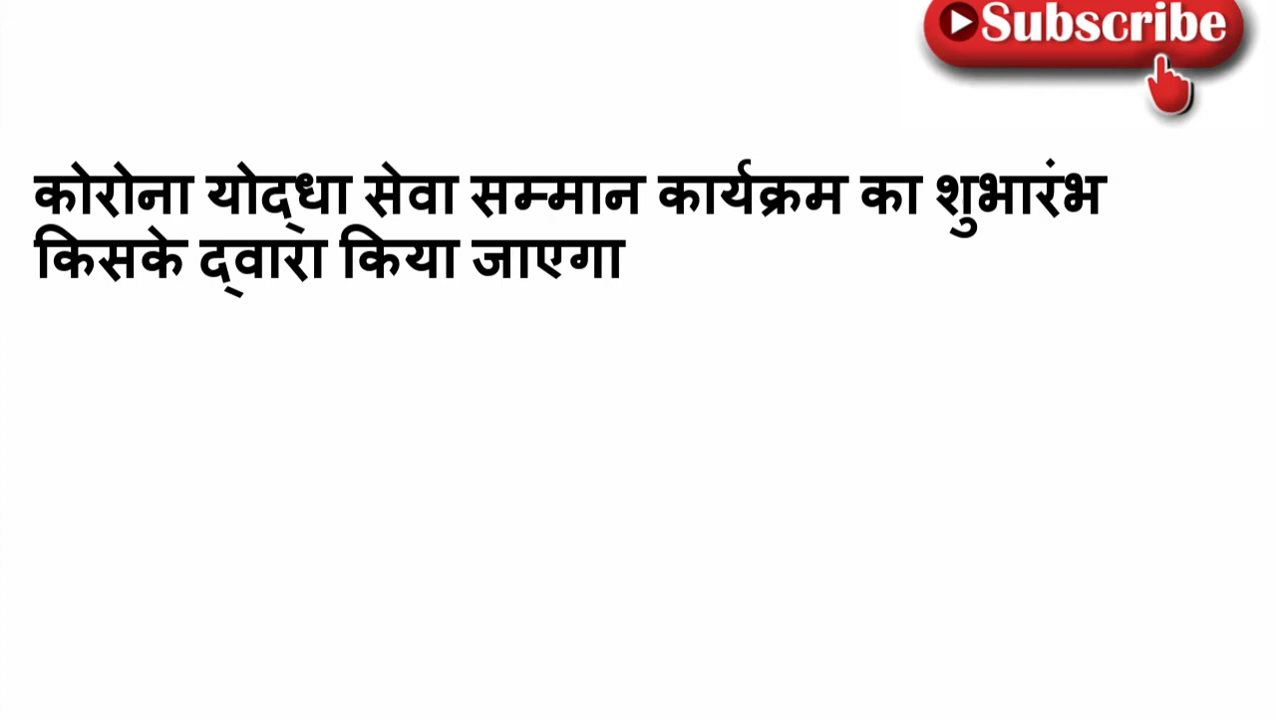 Subscribe
कोरोना योद्धा सेवा सम्मान कार्यक्रम का शुभारंभ
किसके द्वारा किया जाएगा